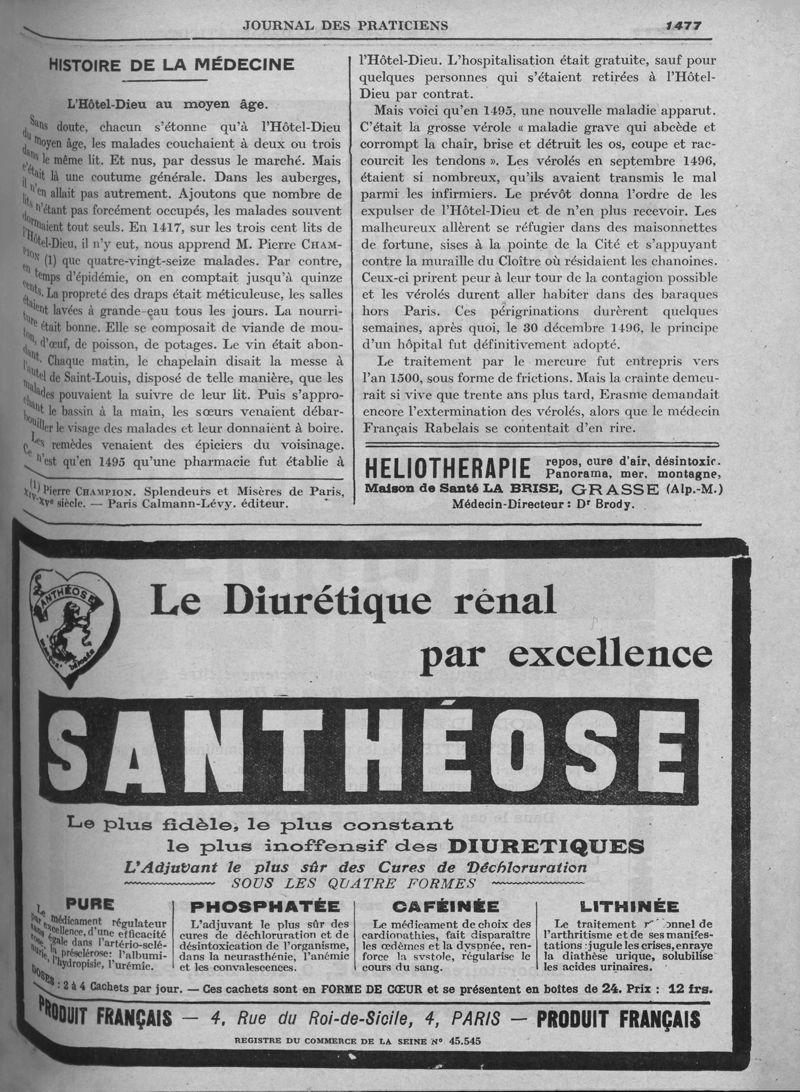 JOURNAL DES PRATICIENS
1477
HISTOIRE DE LA MÉDECINE
L'Hôtel-Dieu au moyen âge.
Sans doute, chacun s'étonne qu'à l'Hôtel-Dieu
du moyen âge, les malades couchaient à deux ou trois
dans le même lit. Et nus, par dessus le marché. Mais
c'était là une coutume générale. Dans les auberges,
il n'en allait pas autrement. Ajoutons que nombre de
lits n'étant pas forcément occupés, les malades souvent
dormaient tout seuls. En 1417, sur les trois cent lits de
l'Hôtel-Dieu, il n'y eut, nous apprend M. Pierre CHAM-
PION (1) que quatre-vingt-seize malades. Par contre,
en temps d'épidémie, on en comptait jusqu'à quinze
cents. La propreté des draps était méticuleuse, les salles
étaient lavées à grande-eau tous les jours. La nourri-
ture était bonne. Elle se composait de viande de mou-
ton, d'œuf, de poisson, de potages. Le vin était abon-
dant. Chaque matin, le chapelain disait la messe à
l'autel de Saint-Louis, disposé de telle manière, que les
malades pouvaient la suivre de leur lit. Puis s'appro-
chant le bassin à la main, les sœurs venaient débar-
bouiller le visage des malades et leur donnaient à boire.
Les remèdes venaient des épiciers du voisinage.
Ce n'est qu'en 1495 qu'une pharmacie fut établie à
(1) Pierre CHAMPION. Splendeurs et Misères de Paris,
XIV-XVe siècle. — Paris Calmann-Lévy. éditeur.
l'Hôtel-Dieu. L'hospitalisation était gratuite, sauf pour
quelques personnes qui s'étaient retirées à l'Hôtel-
Dieu par contrat.
Mais voici qu'en 1495, une nouvelle maladie apparut.
C'était la grosse vérole « maladie grave qui abcède et
corrompt la chair, brise et détruit les os, coupe et rac-
courcit les tendons ». Les vérolés en septembre 1496,
étaient si nombreux, qu'ils avaient transmis le mal
parmi les infirmiers. Le prévôt donna l'ordre de les
expulser de l'Hôtel-Dieu et de n'en plus recevoir. Les
malheureux allèrent se réfugier dans des maisonnettes
de fortune, sises à la pointe de la Cité et s'appuyant
contre la muraille du Cloître où résidaient les chanoines.
Ceux-ci prirent peur à leur tour de la contagion possible
et les vérolés durent aller habiter dans des baraques
hors Paris. Ces périgrinations durèrent quelques
semaines, après quoi, le 30 décembre 1496, le principe
d'un hôpital fut définitivement adopté.
Le traitement par le mercure fut entrepris vers
l'an 1500, sous forme de frictions. Mais la crainte demeu-
rait si vive que trente ans plus tard, Erasme demandait
encore l'extermination des vérolés, alors que le médecin
Français Rabelais se contentait d'en rire.
HELIOTHERAPIE repos, cure d'air, désintoxic.
Panorama, mer, montagne,
Maison de Santé LA BRISE, GRASSE (Alp.-M.)
Médecin-Directeur : Dr Brody.
SANTHÉOSE
Le Diurétique rénal
par excellence
SANTHÉOSE
Le plus fidèle, le plus constant
le plus inoffensif des DIURETIQUES
L'Adjuvant le plus sûr des Cures de Déchloruration
SOUS LES QUATRE FORMES
PURE
Le médicament régulateur
par excellence, d'une efficacité
sans égale dans l'artério-sclé-
rose, la présclérose: l'albumi-
nurie, l'hydropisie, l'urémie.
PHOSPHATÉE
L'adjuvant le plus sûr des
cures de déchloruration et de
désintoxication de l'organisme,
dans la neurasthénie, l'anémie
et les convalescences.
CAFÉINÉE
Le médicament de choix des
cardionathies, fait disparaître
les œdèmes et la dyspnée, ren-
force la systole, régularise le
cours du sang.
LITHINÉE
Le traitement onnel de
l'arthritisme et de ses manifes-
tations : jugule les crises, enraye
la diathèse urique, solubilise
les acides urinaires.
DOSES : 2 à 4 Cachets par jour. — Ces cachets sont en FORME DE CŒUR et se présentent en boîtes de 24. Prix : 12 frs.
PRODUIT FRANÇAIS — 4, Rue du Roi-de-Sicile, 4, PARIS — PRODUIT FRANÇAIS
REGISTRE DU COMMERCE DE LA SEINE N° 45.545